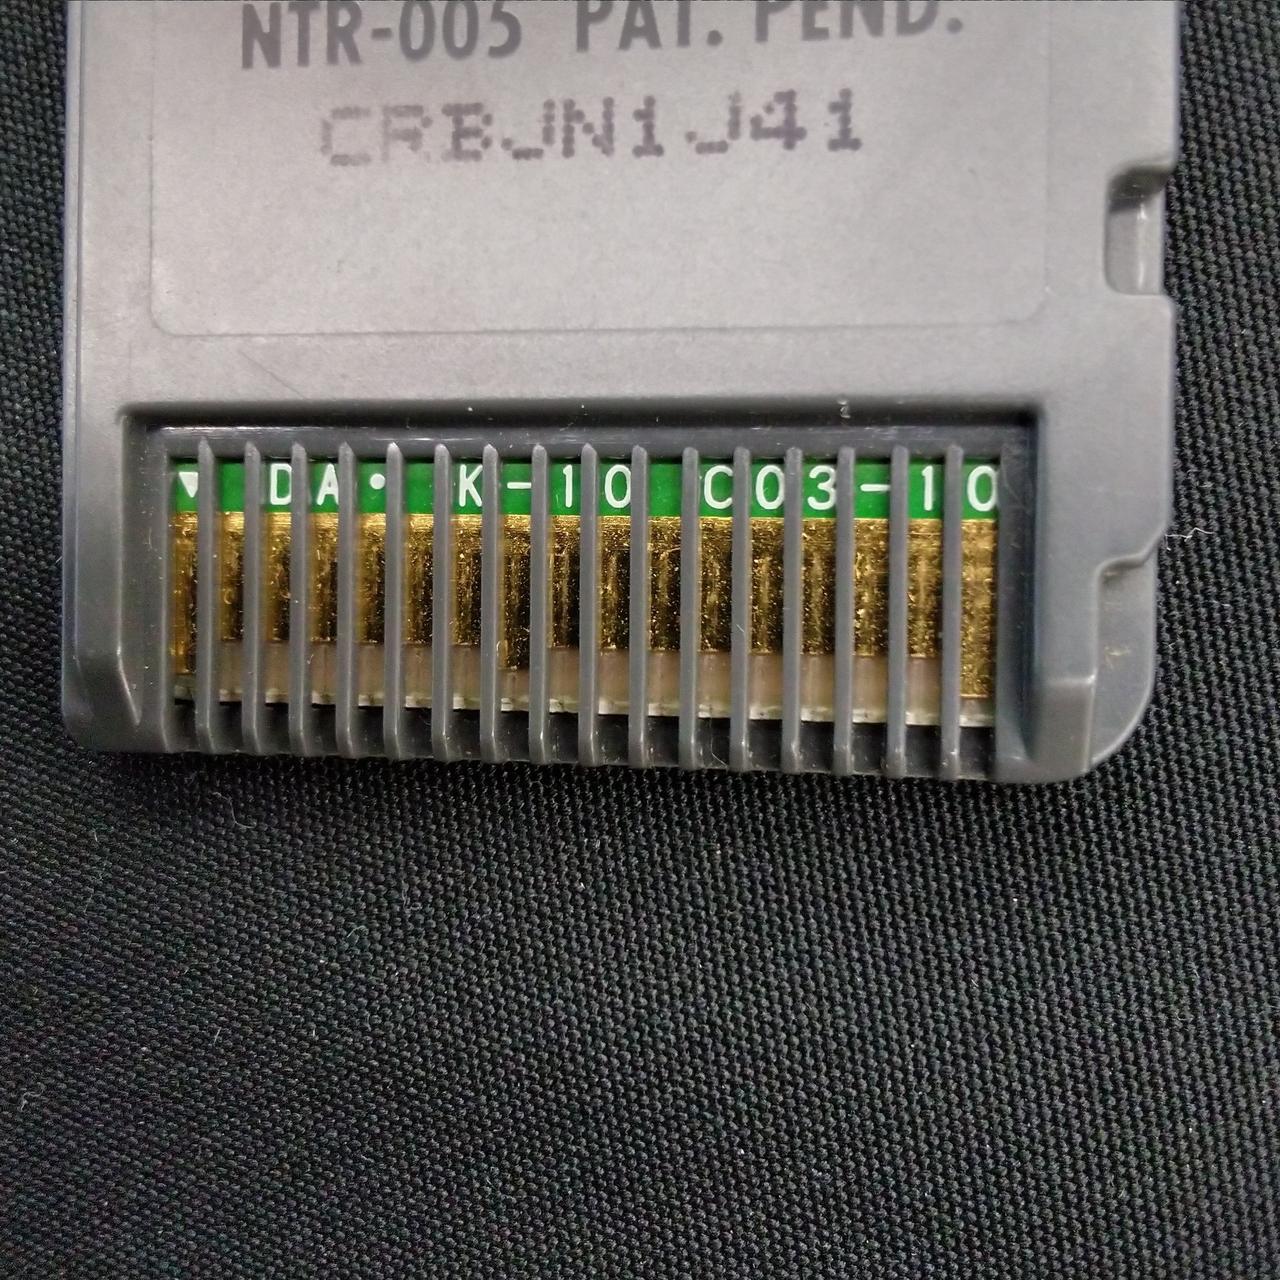 NTR-005 PAT. PEND.
CRBJN1J41
▼ DA• K-10 C03-10